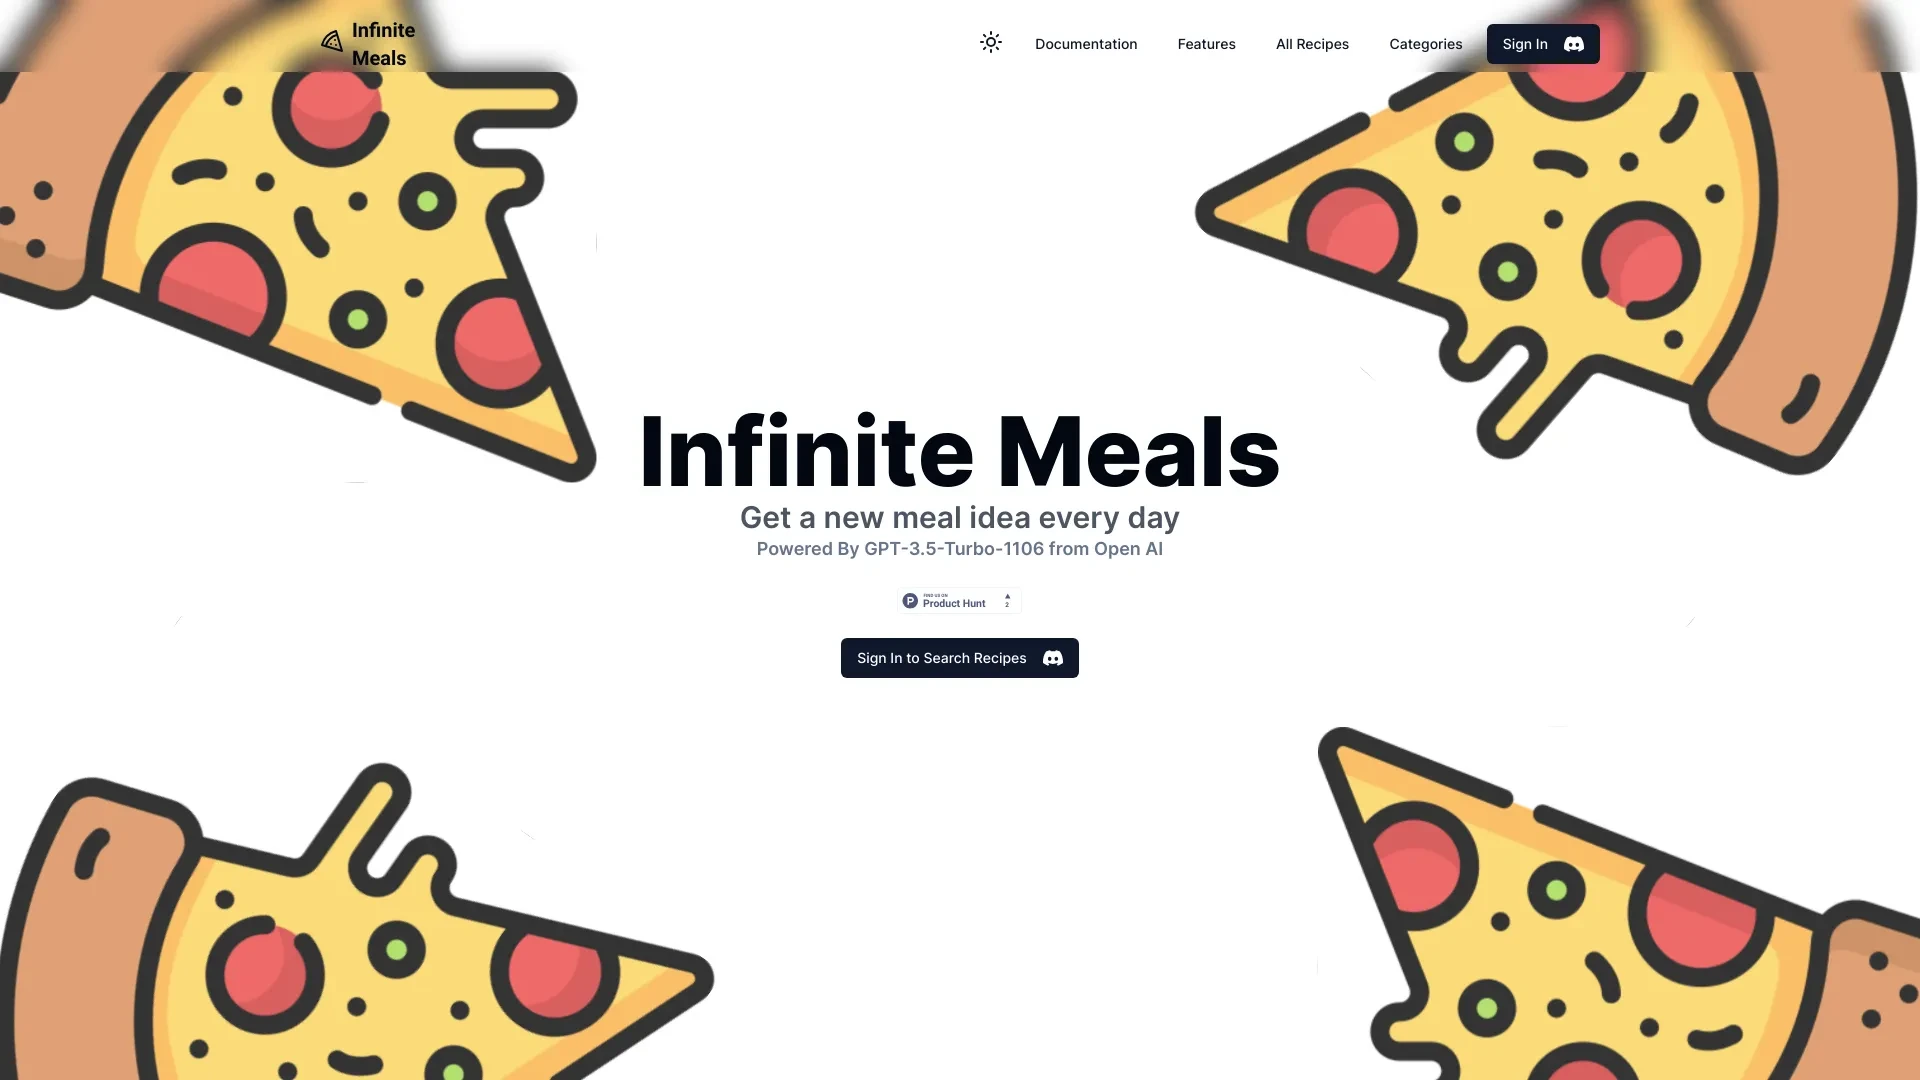 Infinite
Meals
Documentation
Features
All Recipes
Categories
Sign In
Infinite Meals
Get a new meal idea every day
Powered By GPT-3.5-Turbo-1106 from Open AI
FIND US ON
Product Hunt
2
Sign In to Search Recipes